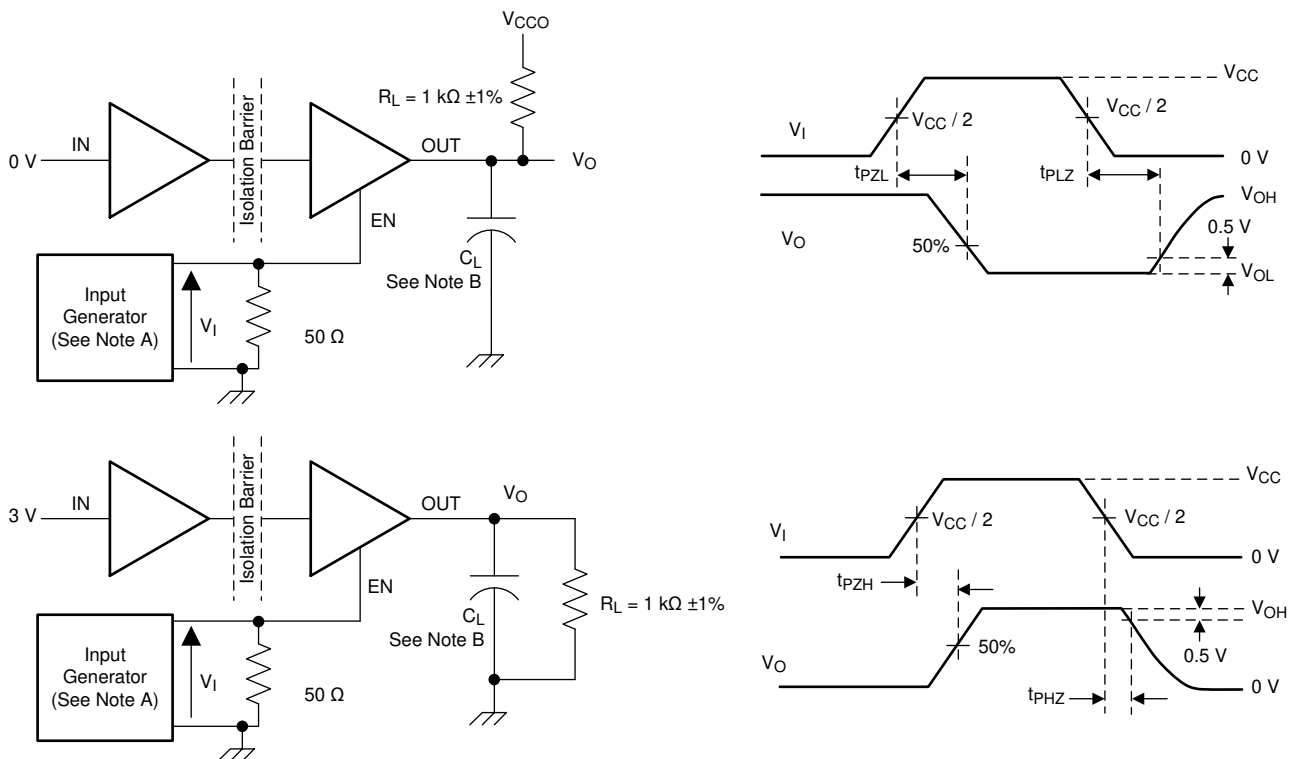 VCCO
RL = 1 kΩ ±1%
0 V
IN
Isolation Barrier
OUT
VO
EN
CL
See Note B
Input
Generator
(See Note A)
VI
50 Ω
VCC
VI
VCC / 2
VCC / 2
0 V
tPZL
tPLZ
VOH
0.5 V
VO
50%
VOL
3 V
IN
Isolation Barrier
OUT
VO
EN
CL
See Note B
RL = 1 kΩ ±1%
Input
Generator
(See Note A)
VI
50 Ω
VCC
VI
VCC / 2
VCC / 2
0 V
tPZH
VOH
0.5 V
50%
VO
tPHZ
0 V